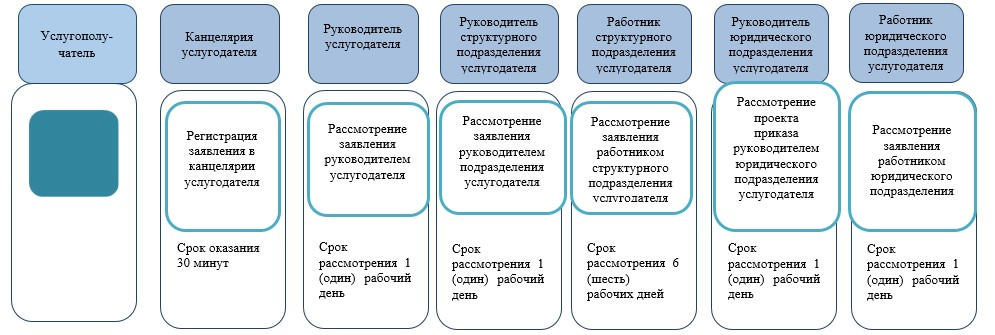 Услугополу-
чатель
Канцелярия
услугодателя
Руководитель
услугодателя
Руководитель
структурного
подразделения
услугодателя
Работник
структурного
подразделения
услугодателя
Руководитель
юридического
подразделения
услугодателя
Работник
юридического
подразделения
услугодателя
Регистрация
заявления в
канцелярии
услугодателя
Рассмотрение
заявления
руководителем
услугодателя
Рассмотрение
заявления
руководителем
подразделения
услугодателя
Рассмотрение
заявления
работником
структурного
подразделения
услугодателя
Рассмотрение
проекта
приказа
руководителем
юридического
подразделения
услугодателя
Рассмотрение
заявления
работником
юридического
подразделения
Срок оказания
30 минут
Срок
рассмотрения 1
(один) рабочий
день
Срок
рассмотрения 1
(один) рабочий
день
Срок
рассмотрения 6
(шесть)
рабочих дней
Срок
рассмотрения 1
(один) рабочий
день
Срок
рассмотрения 1
(один) рабочий
день